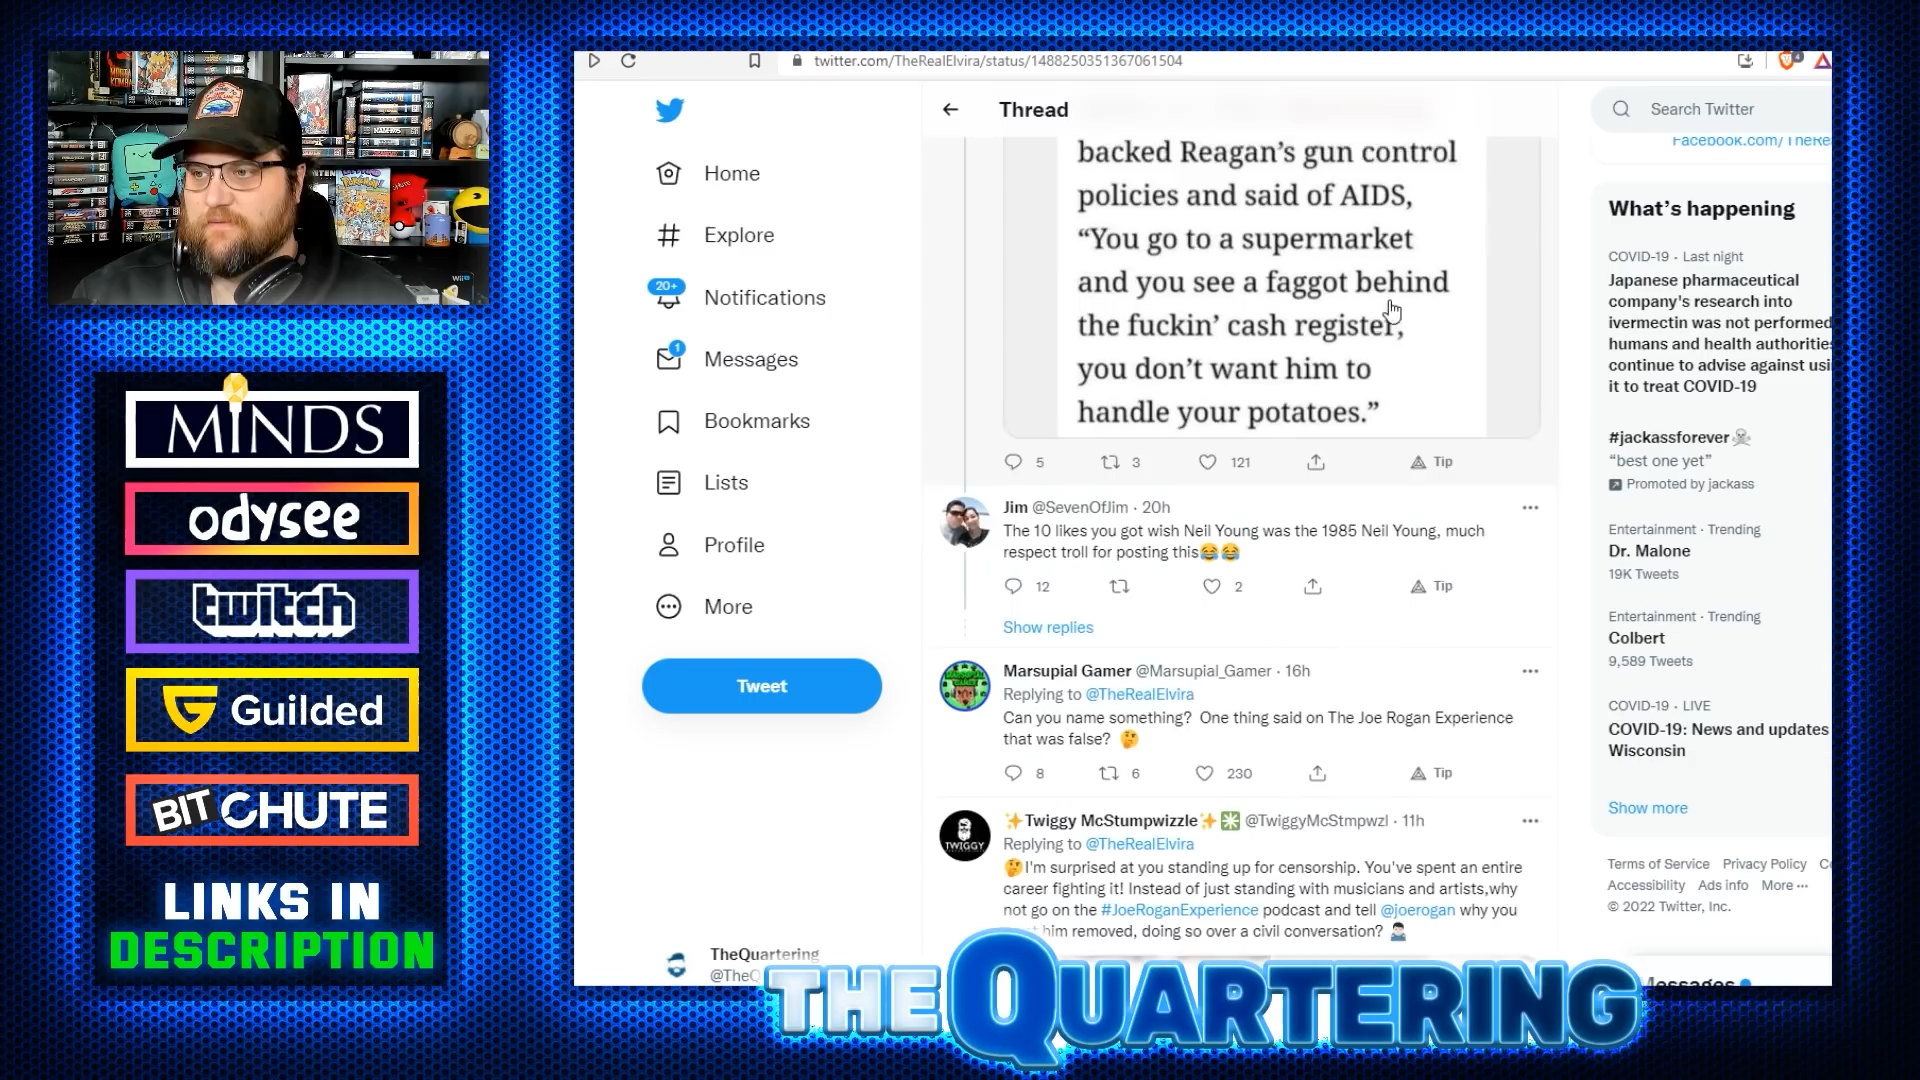 twitter.com/TheRealElvira/status/1488250351367061504
Thread
Search Twitter
Home
Explore
20+
Notifications
1
Messages
Bookmarks
Lists
Profile
More
Tweet
TheQuartering
backed Reagan's gun control
policies and said of AIDS,
“You go to a supermarket
and you see a faggot behind
the fuckin’ cash register,
you don’t want him to
handle your potatoes.”
5 3 121 Tip
Jim @SevenOfJim · 20h
The 10 likes you got wish Neil Young was the 1985 Neil Young, much
respect troll for posting this😂😂
12 2 Tip
Show replies
Marsupial Gamer @Marsupial_Gamer · 16h
Replying to @TheRealElvira
Can you name something? One thing said on The Joe Rogan Experience
that was false? 🤔
8 6 230 Tip
✨Twiggy McStumpwizzle✨ ✳️ @TwiggyMcStmpwzl · 11h
Replying to @TheRealElvira
🤔I'm surprised at you standing up for censorship. You've spent an entire
career fighting it! Instead of just standing with musicians and artists,why
not go on the #JoeRoganExperience podcast and tell @joerogan why you
him removed, doing so over a civil conversation?
TWIGGY
What's happening
COVID-19 · Last night
Japanese pharmaceutical
company's research into
ivermectin was not performed
humans and health authorities
continue to advise against usi
it to treat COVID-19
#jackassforever
“best one yet”
Promoted by jackass
Entertainment · Trending
Dr. Malone
19K Tweets
Entertainment · Trending
Colbert
9,589 Tweets
COVID-19 · LIVE
COVID-19: News and updates
Wisconsin
Show more
Terms of Service Privacy Policy
Accessibility Ads info More ···
© 2022 Twitter, Inc.
MINDS
odysee
twitch
Guilded
BITCHUTE
LINKS IN
DESCRIPTION
THE QUARTERING